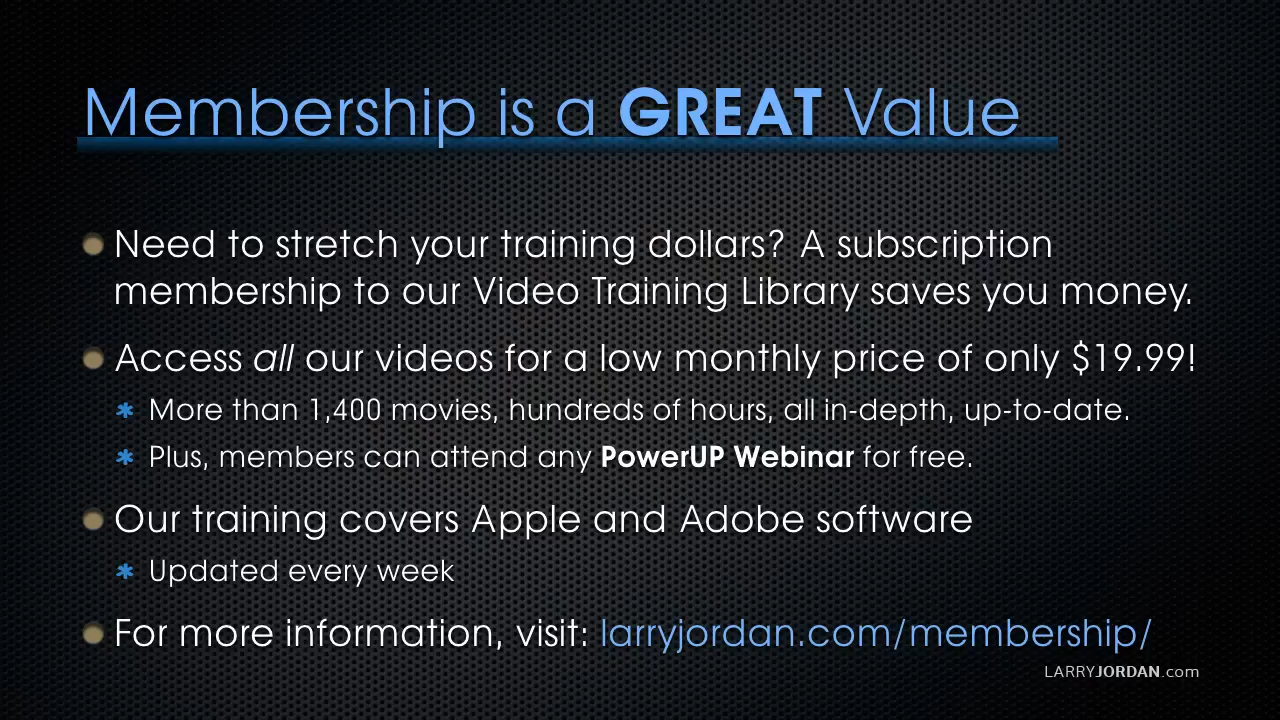 Membership is a GREAT Value
Need to stretch your training dollars? A subscription
membership to our Video Training Library saves you money.
Access all our videos for a low monthly price of only $19.99!
More than 1,400 movies, hundreds of hours, all in-depth, up-to-date.
Plus, members can attend any PowerUP Webinar for free.
Our training covers Apple and Adobe software
Updated every week
For more information, visit: larryjordan.com/membership/
LARRYJORDAN.com